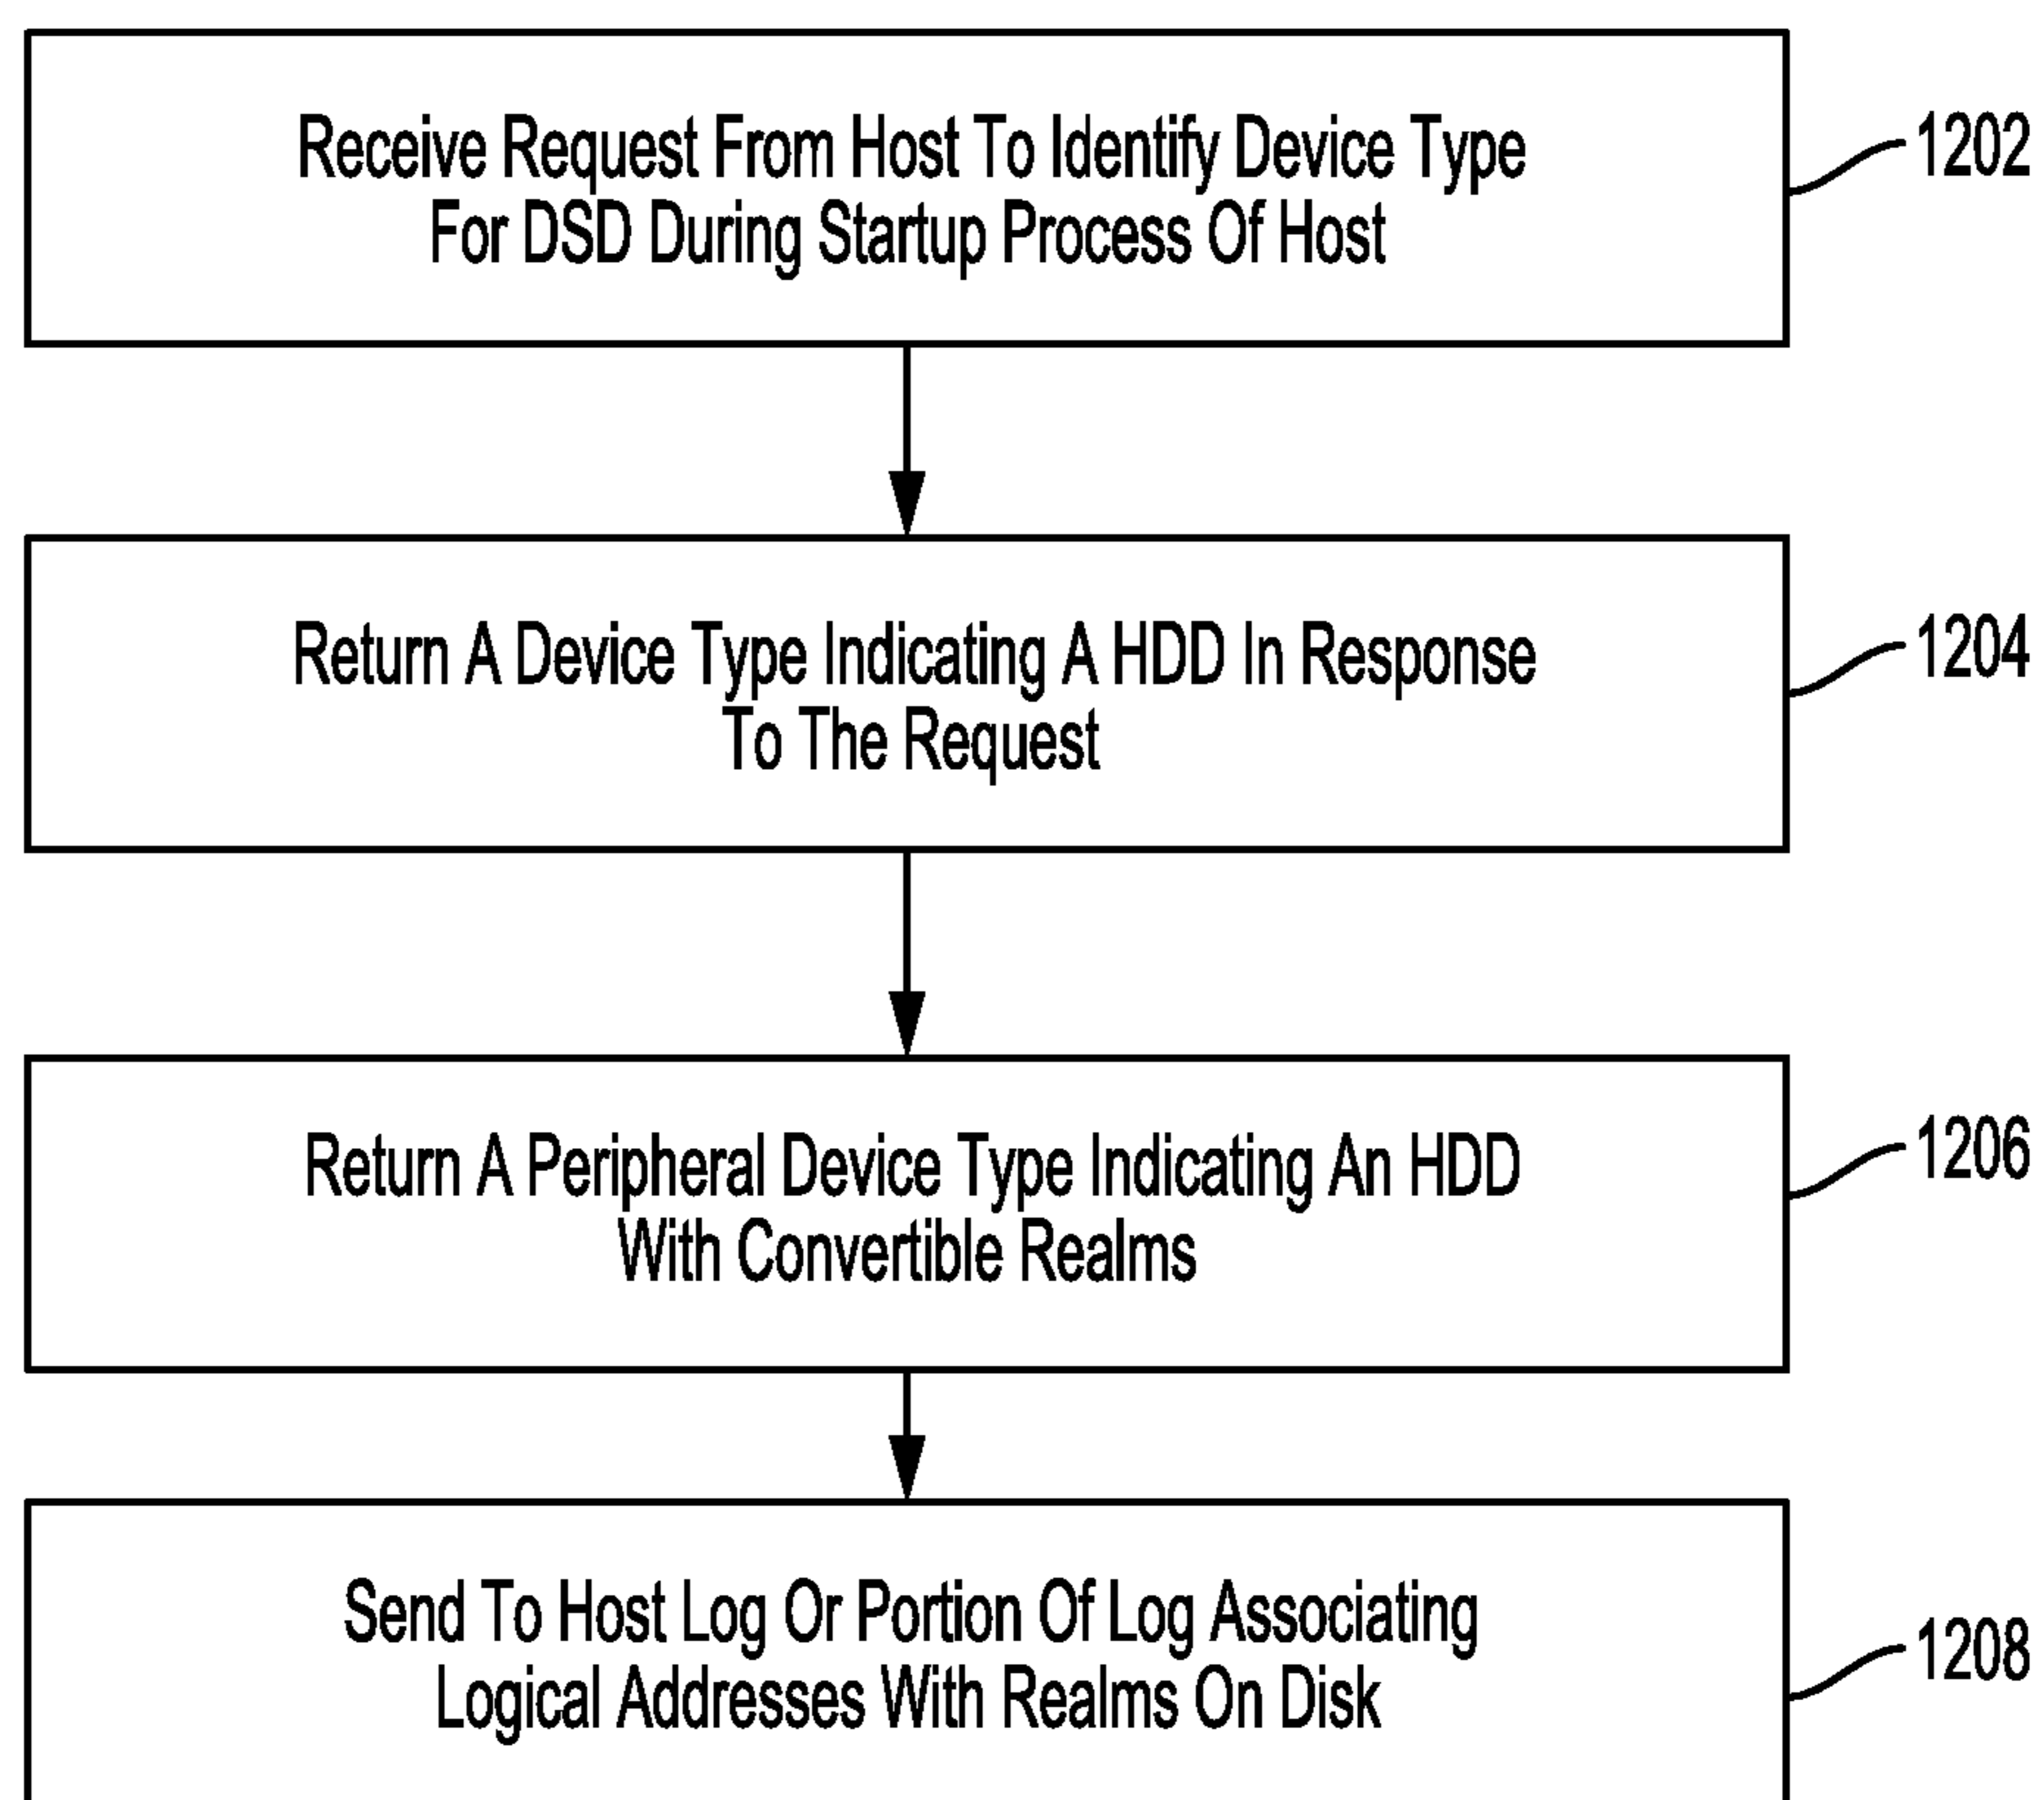 Receive Request From Host To Identify Device Type
For DSD During Startup Process Of Host
1202
Return A Device Type Indicating A HDD In Response
To The Request
1204
Return A Peripheral Device Type Indicating An HDD
With Convertible Realms
1206
Send To Host Log Or Portion Of Log Associating
Logical Addresses With Realms On Disk
1208